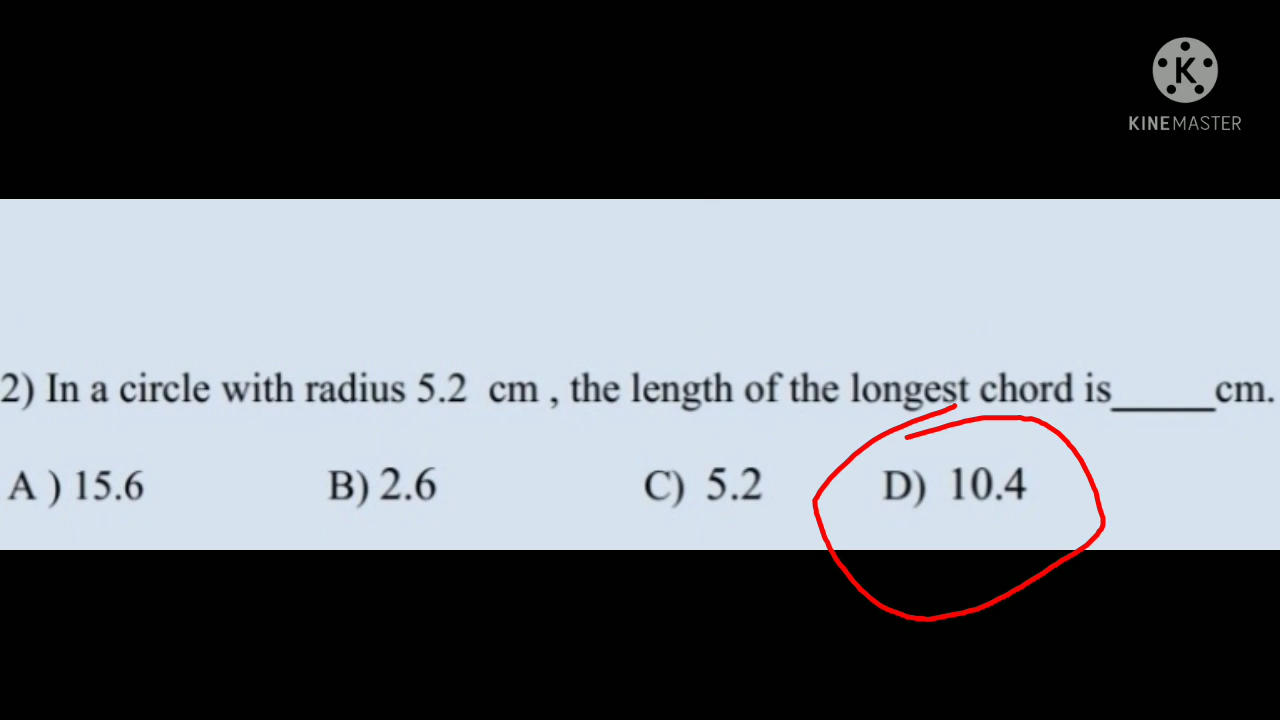 KINEMASTER
2) In a circle with radius 5.2 cm , the length of the longest chord is_____cm.
A ) 15.6 B) 2.6 C) 5.2 D) 10.4